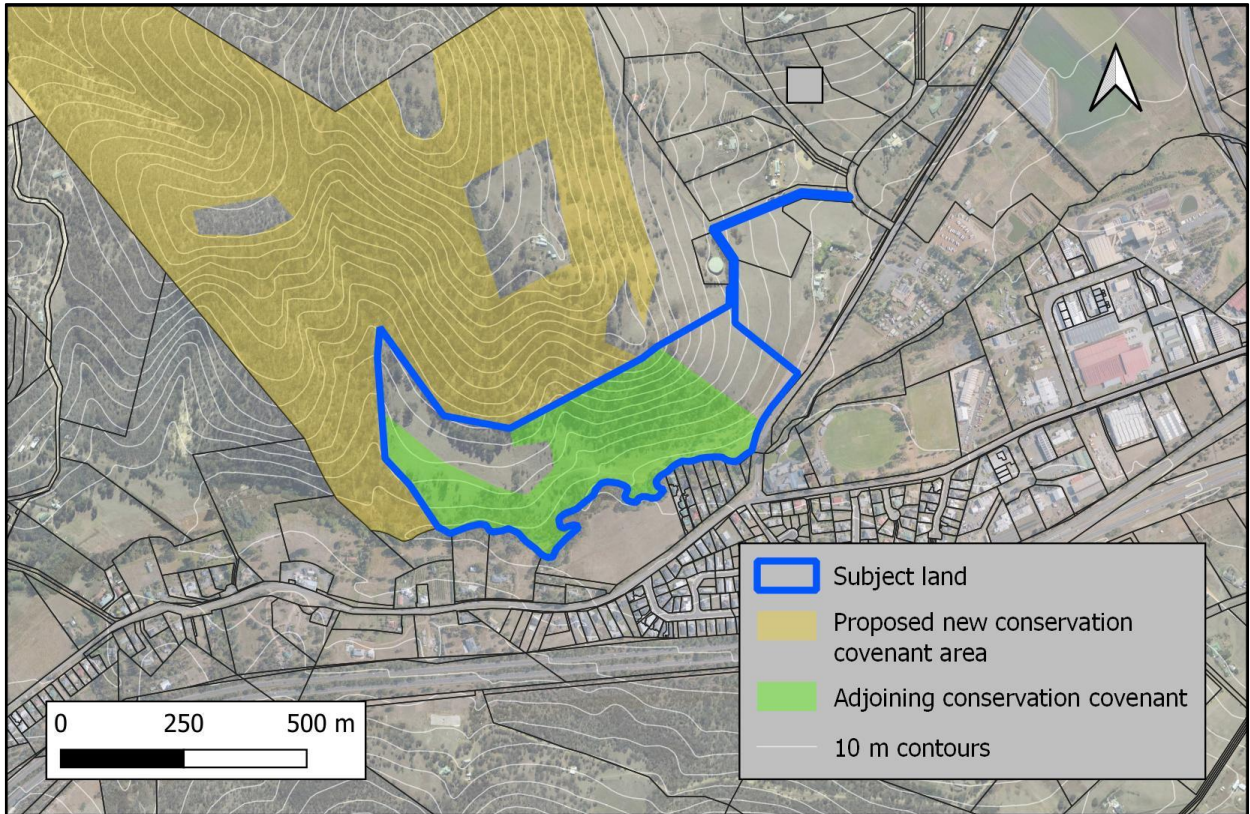 Subject land
Proposed new conservation
covenant area
Adjoining conservation covenant
10 m contours
0 250 500 m